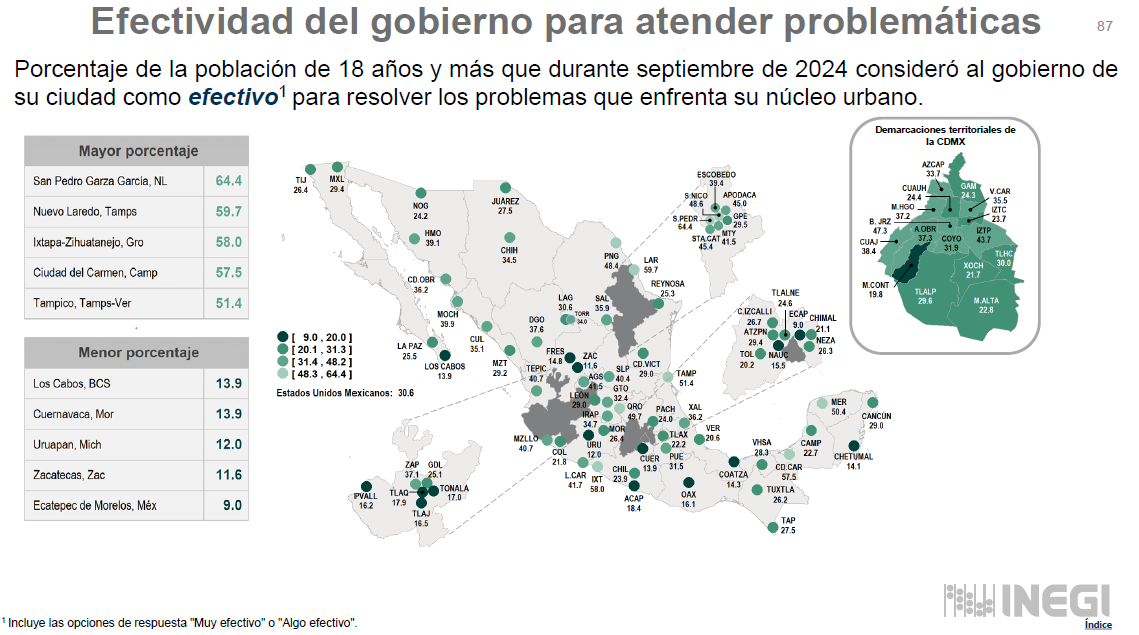 Efectividad del gobierno para atender problemáticas
87
Porcentaje de la población de 18 años y más que durante septiembre de 2024 consideró al gobierno de
su ciudad como efectivo1 para resolver los problemas que enfrenta su núcleo urbano.
Mayor porcentaje
San Pedro Garza García, NL 64.4
Nuevo Laredo, Tamps 59.7
Ixtapa-Zihuatanejo, Gro 58.0
Ciudad del Carmen, Camp 57.5
Tampico, Tamps-Ver 51.4
Menor porcentaje
Los Cabos, BCS 13.9
Cuernavaca, Mor 13.9
Uruapan, Mich 12.0
Zacatecas, Zac 11.6
Ecatepec de Morelos, Méx 9.0
TIJ
26.4
MXL
29.4
NOG
24.2
JUÁREZ
27.5
HMO
39.1
CHIH
34.5
CD.OBR
36.2
MOCH
39.9
LA PAZ
25.5
LOS CABOS
13.9
CUL
35.1
MZT
29.2
DGO
37.6
LAG
30.6
TORR
34.0
SAL
35.9
PNG
48.4
LAR
59.7
REYNOSA
25.3
ESCOBEDO
39.4
S.NICO
48.6
APODACA
45.0
S.PEDR
64.4
GPE
29.5
STA.CAT
45.4
MTY
41.5
[ 9.0, 20.0 ]
[ 20.1, 31.3 ]
[ 31.4, 48.2 ]
[ 48.3, 64.4 ]
Estados Unidos Mexicanos: 30.6
FRES
14.8
ZAC
11.6
TEPIC
40.7
AGS
41.5
SLP
40.4
CD.VICT
29.0
TAMP
51.4
LEÓN
29.0
GTO
32.4
IRAP
34.7
QRO
49.7
PACH
24.0
XAL
36.2
VER
20.6
MZLLO
40.7
COL
21.8
URU
12.0
MOR
26.4
TLAX
22.2
CUER
13.9
PUE
31.5
L.CAR
41.7
IXT
58.0
CHIL
23.9
ACAP
18.4
OAX
16.1
COATZA
14.3
VHSA
28.3
CD.CAR
57.5
TUXTLA
26.2
TAP
27.5
MER
50.4
CANCÚN
29.0
CAMP
22.7
CHETUMAL
14.1
ZAP
37.1
GDL
25.1
TONALA
17.0
PVALL
16.2
TLAQ
17.9
TLAJ
16.5
TLALNE
24.6
C.IZCALLI
26.7
ECAP
9.0
CHIMAL
21.1
ATZPN
29.4
NEZA
26.3
TOL
20.2
NAUC
15.5
Demarcaciones territoriales de
la CDMX
AZCAP
33.7
GAM
24.3
CUAUH
24.4
V.CAR
35.5
M.HGO
37.2
IZTC
23.7
B. JRZ
47.3
A.OBR
37.3
COYO
31.9
IZTP
43.7
CUAJ
38.4
TLHC
30.0
XOCH
21.7
M.CONT
19.8
TLALP
29.6
M.ALTA
22.8
INEGI
Índice
1 Incluye las opciones de respuesta "Muy efectivo" o "Algo efectivo".